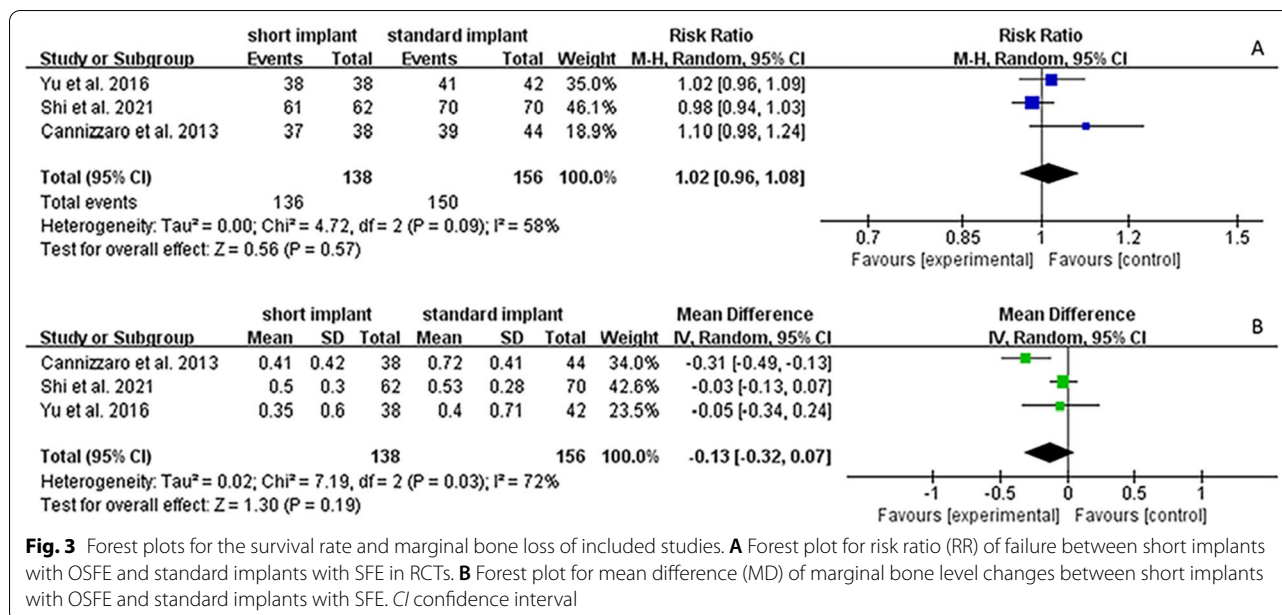 short implant standard implant Risk Ratio Risk Ratio A
Study or Subgroup Events Total Events Total Weight M-H, Random, 95% CI M-H, Random, 95% CI
Yu et al. 2016 38 38 41 42 35.0% 1.02 [0.96, 1.09]
Shi et al. 2021 61 62 70 70 46.1% 0.98 [0.94, 1.03]
Cannizzaro et al. 2013 37 38 39 44 18.9% 1.10 [0.98, 1.24]
Total (95% CI) 138 156 100.0% 1.02 [0.96, 1.08]
Total events 136 150
Heterogeneity: Tau² = 0.00; Chi² = 4.72, df = 2 (P = 0.09); I² = 58%
Test for overall effect: Z = 0.56 (P = 0.57)
0.7 0.85 1 1.2 1.5
Favours [experimental] Favours [control]
short implant standard implant Mean Difference Mean Difference B
Study or Subgroup Mean SD Total Mean SD Total Weight IV, Random, 95% CI IV, Random, 95% CI
Cannizzaro et al. 2013 0.41 0.42 38 0.72 0.41 44 34.0% -0.31 [-0.49, -0.13]
Shi et al. 2021 0.5 0.3 62 0.53 0.28 70 42.6% -0.03 [-0.13, 0.07]
Yu et al. 2016 0.35 0.6 38 0.4 0.71 42 23.5% -0.05 [-0.34, 0.24]
Total (95% CI) 138 156 100.0% -0.13 [-0.32, 0.07]
Heterogeneity: Tau² = 0.02; Chi² = 7.19, df = 2 (P = 0.03); I² = 72%
Test for overall effect: Z = 1.30 (P = 0.19)
-1 -0.5 0 0.5 1
Favours [experimental] Favours [control]
Fig. 3 Forest plots for the survival rate and marginal bone loss of included studies. A Forest plot for risk ratio (RR) of failure between short implants
with OSFE and standard implants with SFE in RCTs. B Forest plot for mean difference (MD) of marginal bone level changes between short implants
with OSFE and standard implants with SFE. CI confidence interval